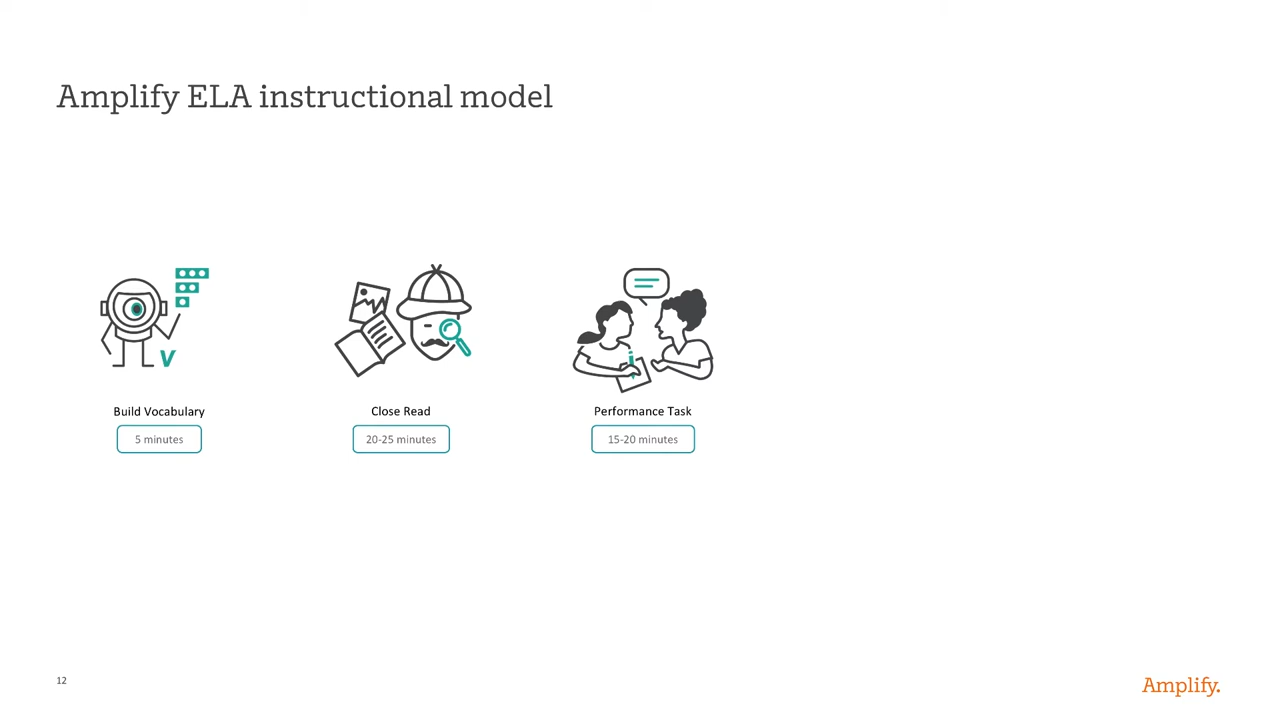 Amplify ELA instructional model
V
Build Vocabulary
5 minutes
Close Read
20-25 minutes
Performance Task
15-20 minutes
12
Amplify.